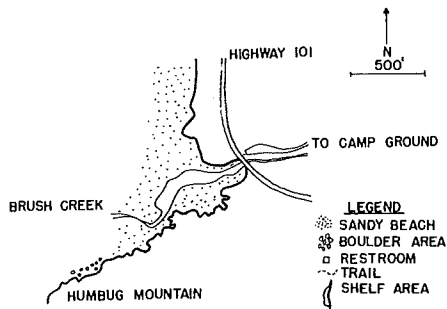 HIGHWAY 101
N
500'
TO CAMP GROUND
BRUSH CREEK
LEGEND
SANDY BEACH
BOULDER AREA
RESTROOM
TRAIL
SHELF AREA
HUMBUG MOUNTAIN